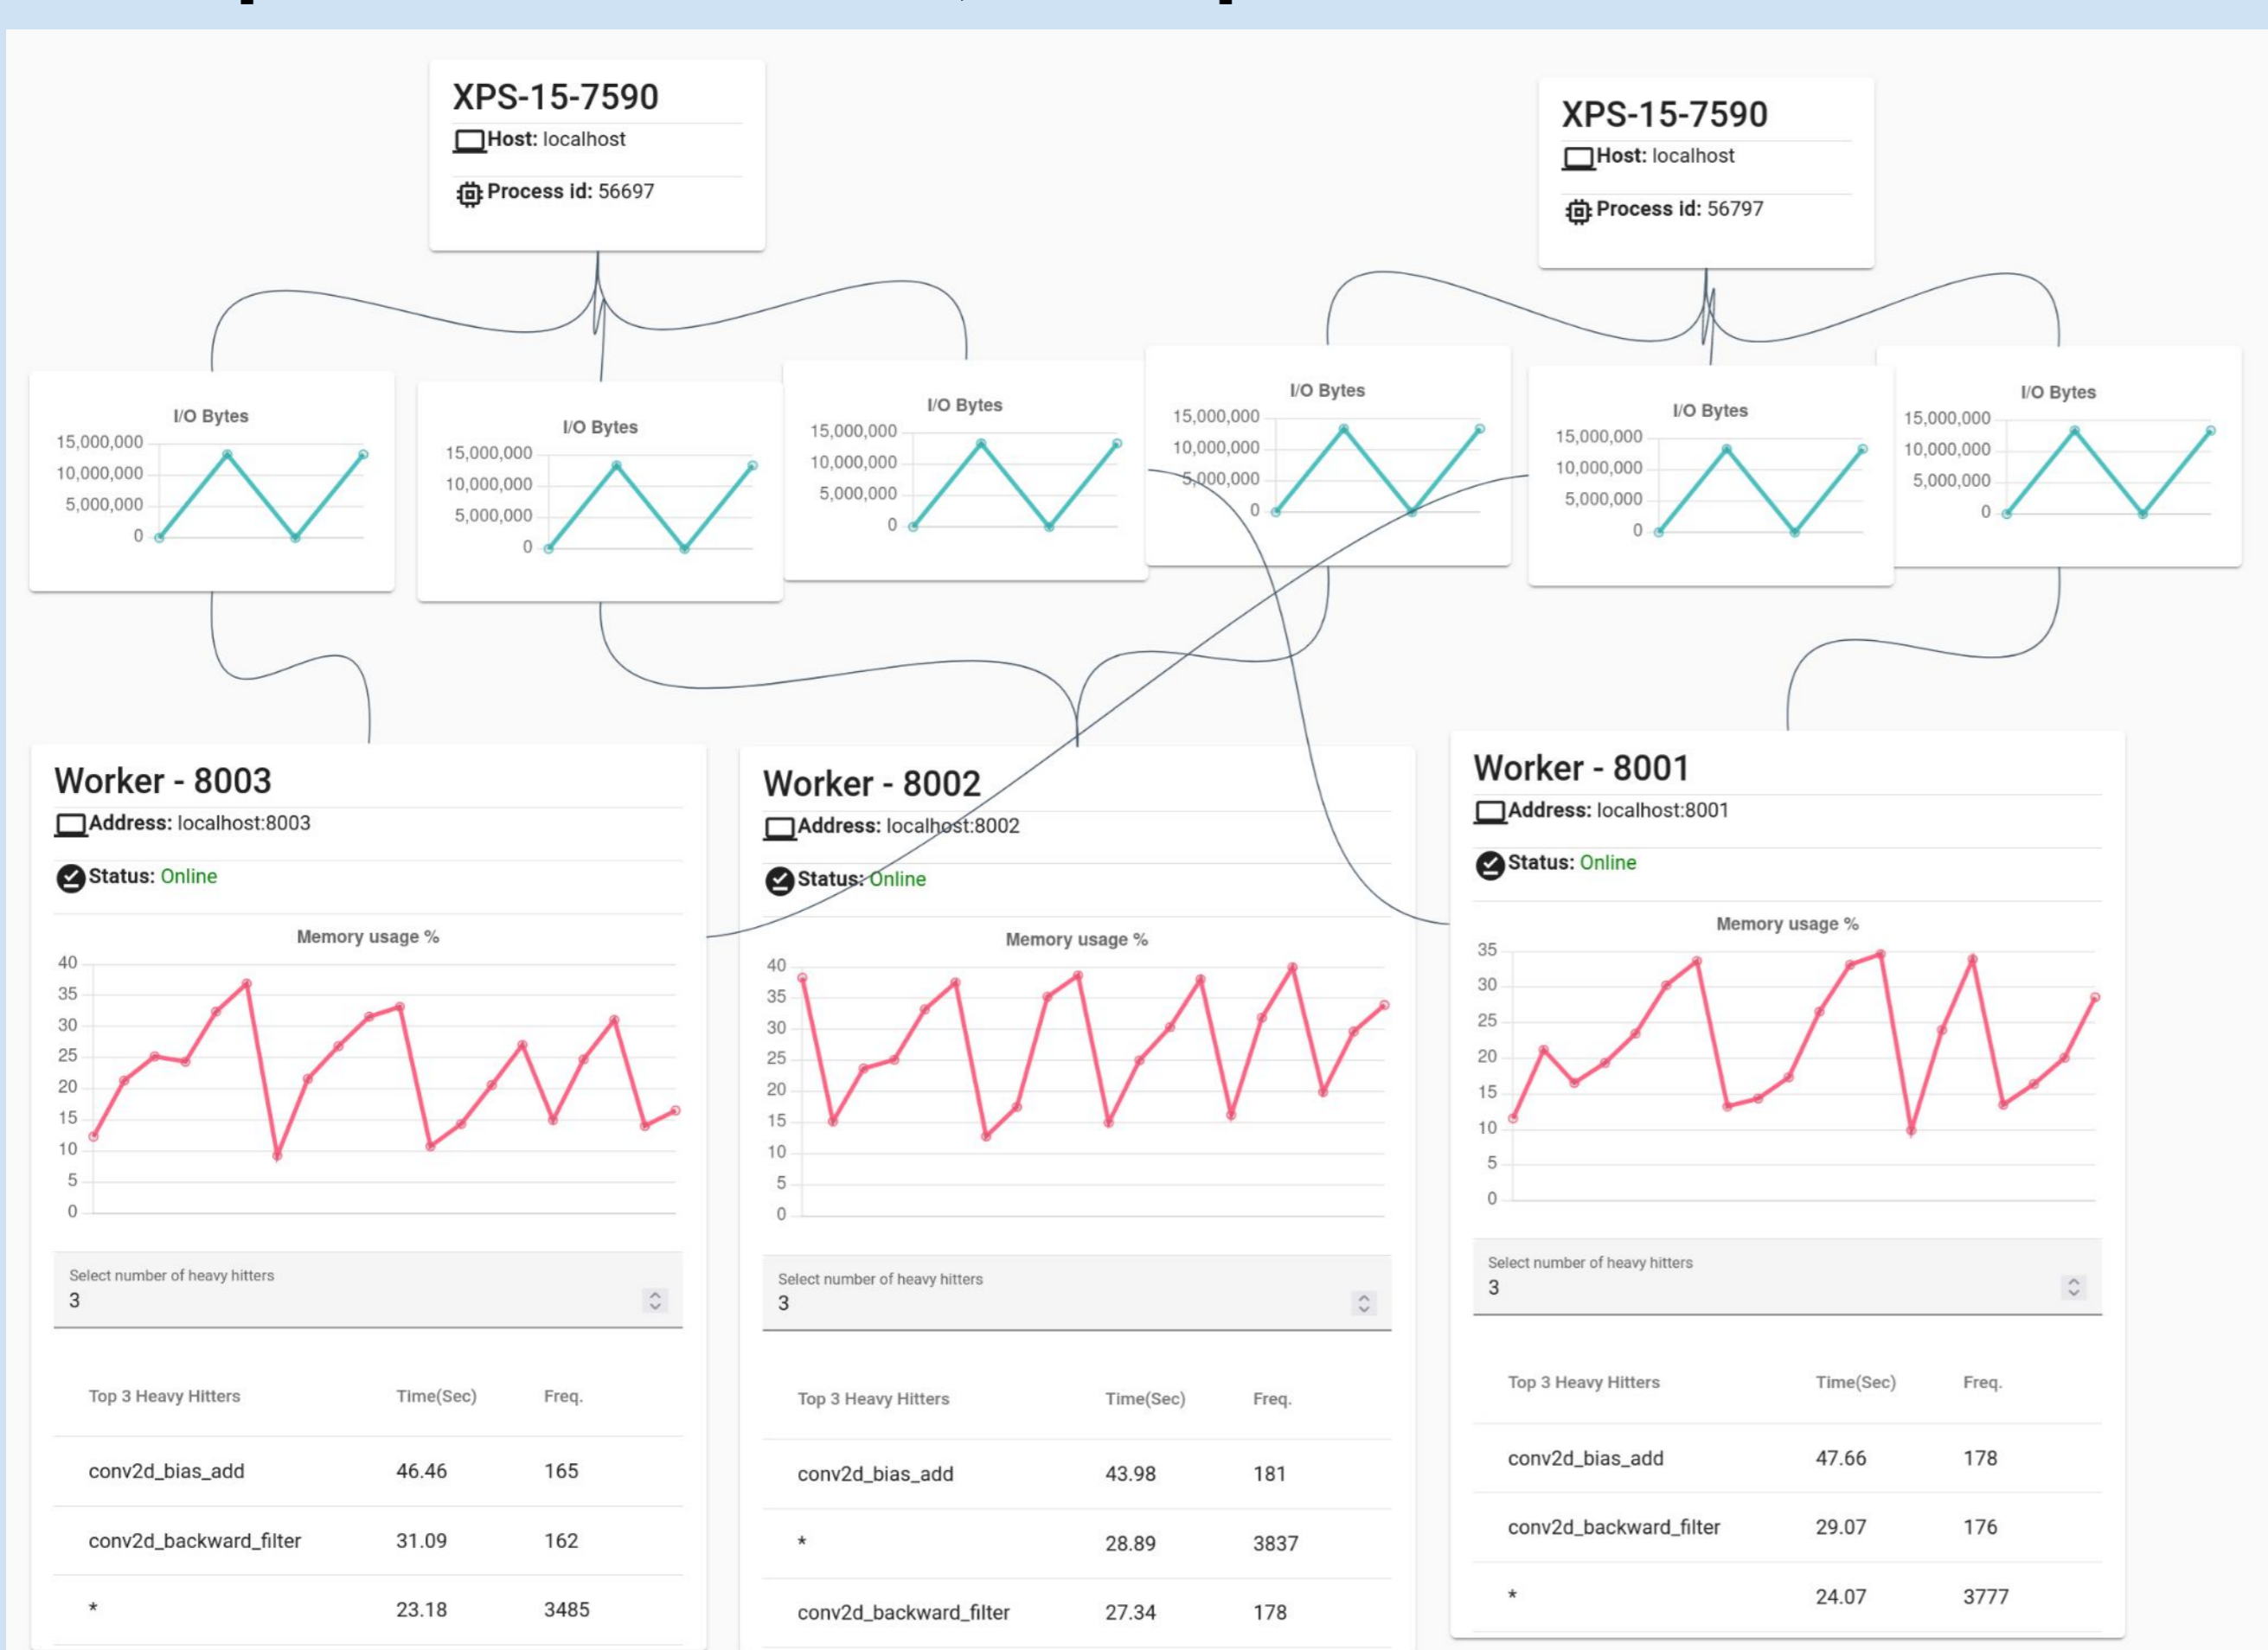 XPS-15-7590
Host: localhost
Process id: 56697
XPS-15-7590
Host: localhost
Process id: 56797
I/O Bytes
15,000,000
10,000,000
5,000,000
0
I/O Bytes
15,000,000
10,000,000
5,000,000
0
I/O Bytes
15,000,000
10,000,000
5,000,000
0
I/O Bytes
15,000,000
10,000,000
5,000,000
0
I/O Bytes
15,000,000
10,000,000
5,000,000
0
I/O Bytes
15,000,000
10,000,000
5,000,000
0
Worker - 8003
Address: localhost:8003
Status: Online
Memory usage %
40
35
30
25
20
15
10
5
0
Select number of heavy hitters
3
Top 3 Heavy Hitters Time(Sec) Freq.
conv2d_bias_add 46.46 165
conv2d_backward_filter 31.09 162
* 23.18 3485
Worker - 8002
Address: localhost:8002
Status: Online
Memory usage %
40
35
30
25
20
15
10
5
0
Select number of heavy hitters
3
Top 3 Heavy Hitters Time(Sec) Freq.
conv2d_bias_add 43.98 181
* 28.89 3837
conv2d_backward_filter 27.34 178
Worker - 8001
Address: localhost:8001
Status: Online
Memory usage %
35
30
25
20
15
10
5
0
Select number of heavy hitters
3
Top 3 Heavy Hitters Time(Sec) Freq.
conv2d_bias_add 47.66 178
conv2d_backward_filter 29.07 176
* 24.07 3777